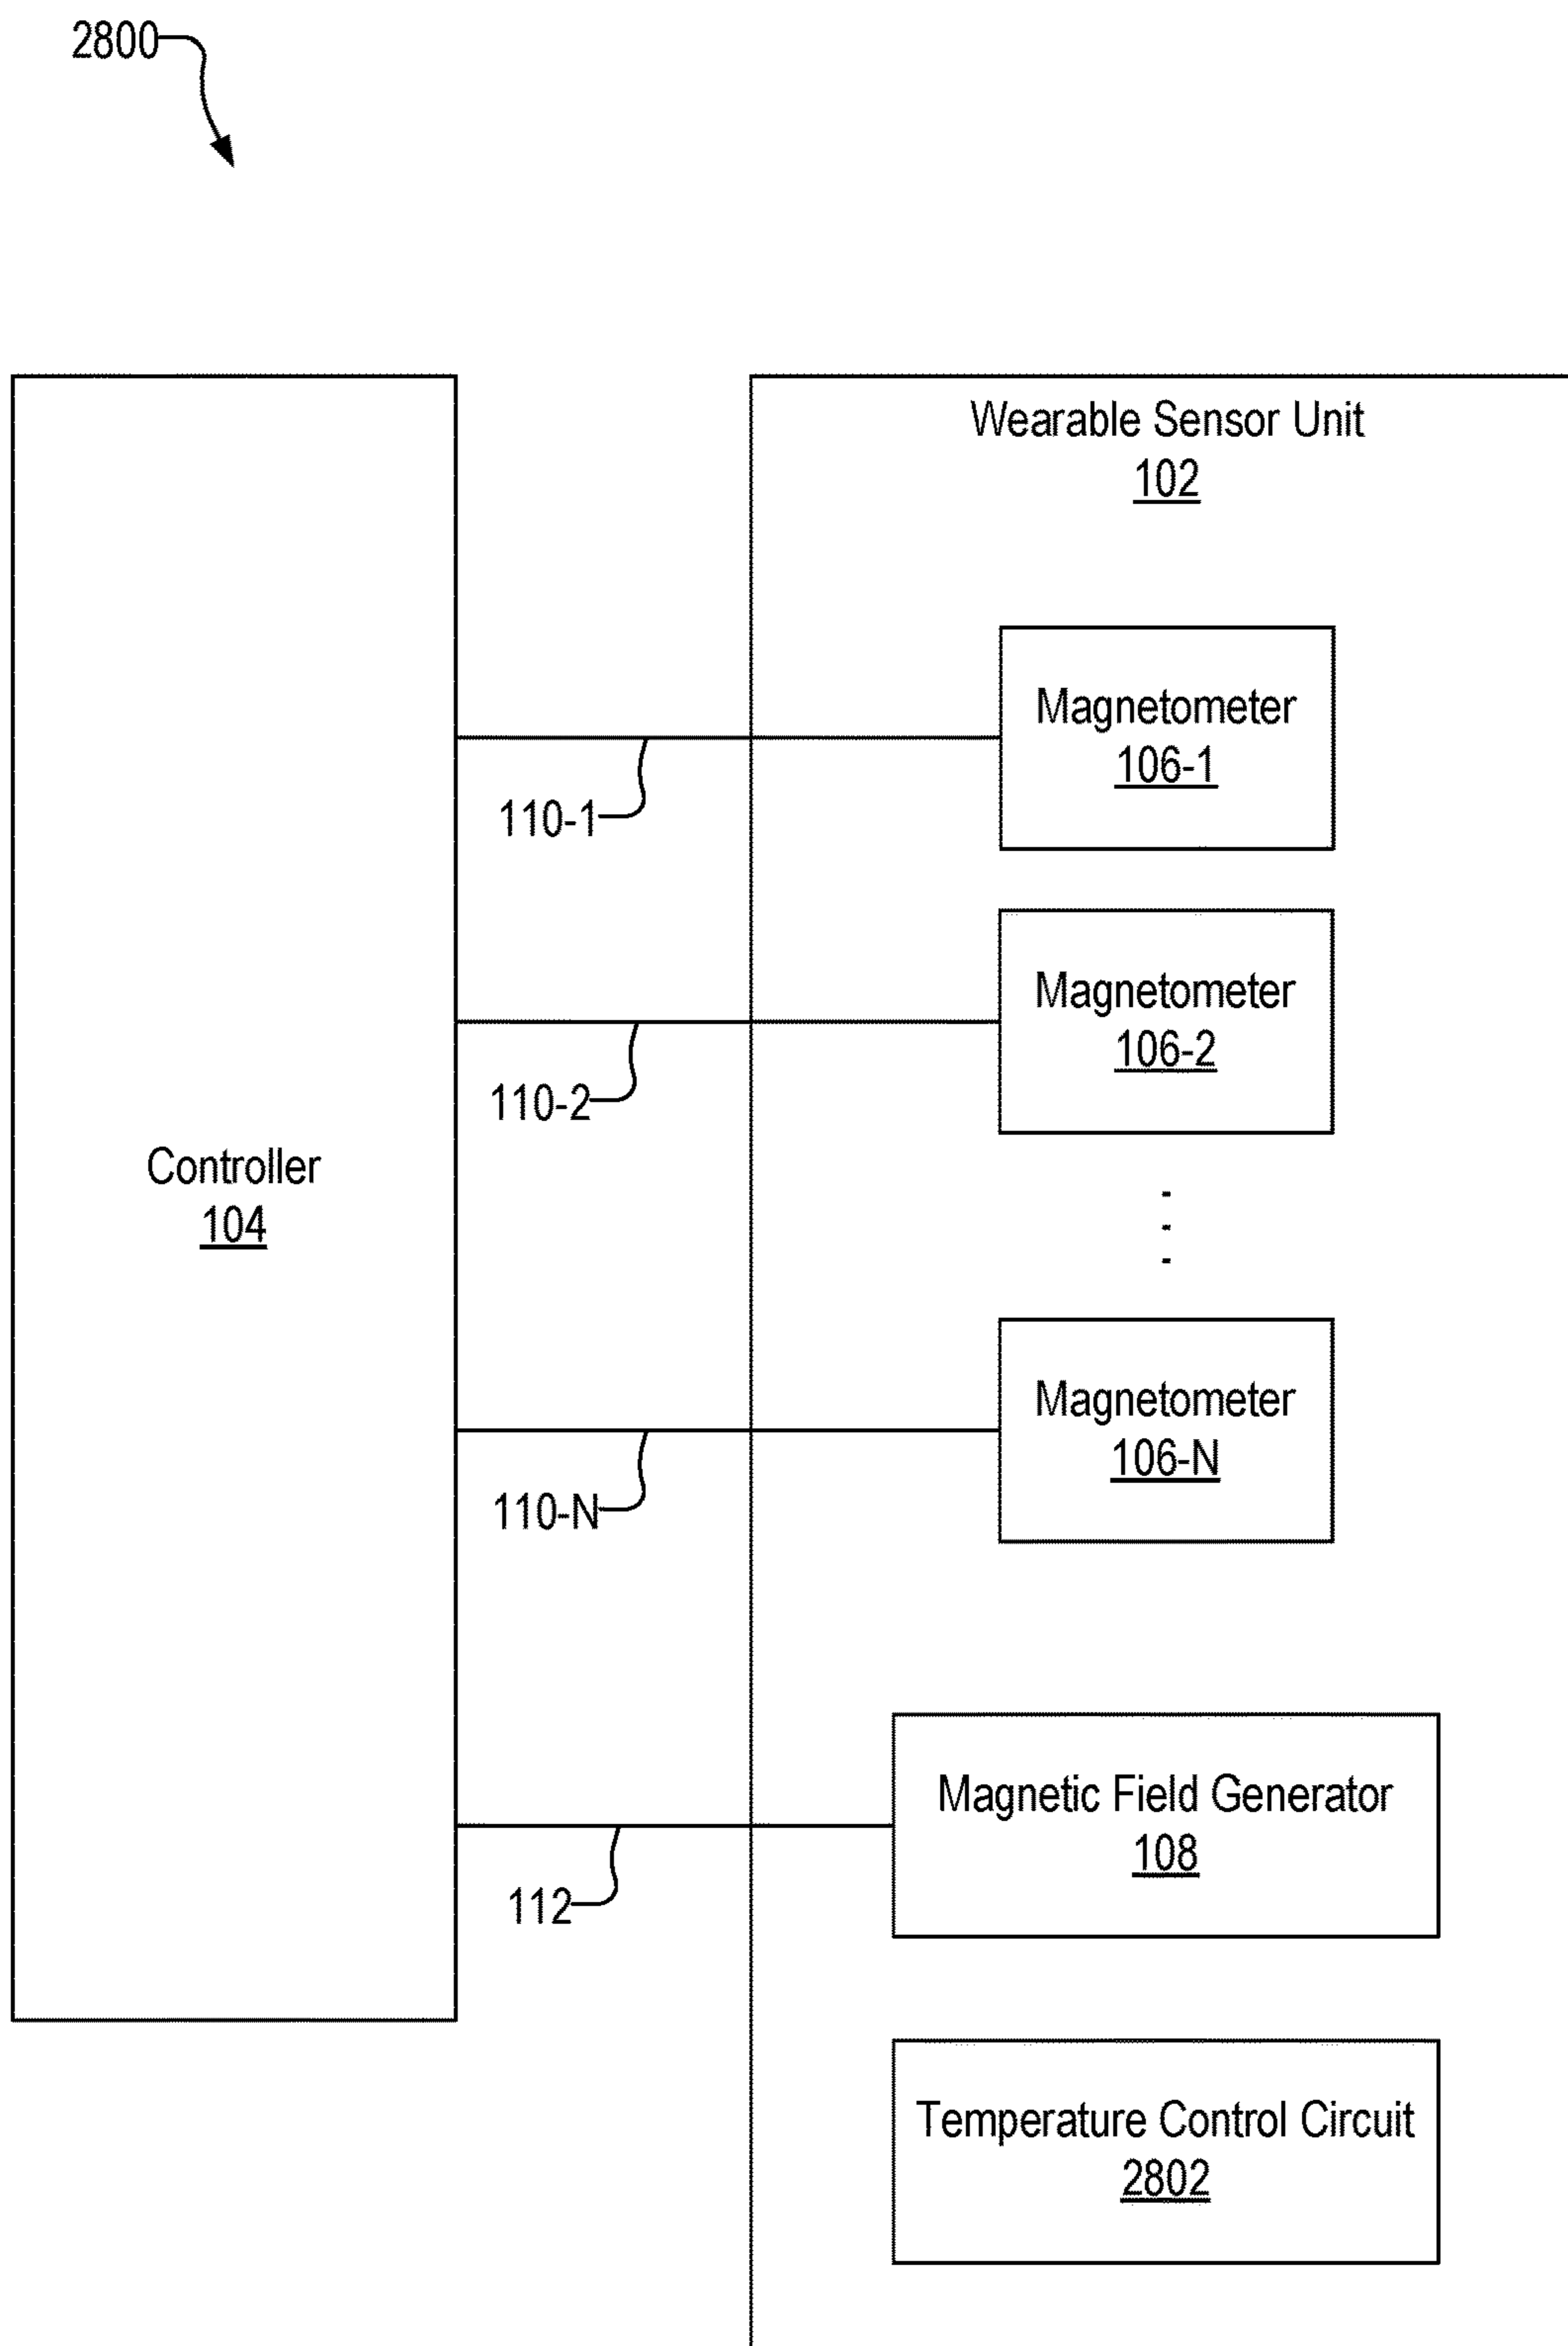 2800
Wearable Sensor Unit
102
Magnetometer
106-1
110-1
Magnetometer
106-2
110-2
Controller
104
Magnetometer
106-N
110-N
Magnetic Field Generator
108
112
Temperature Control Circuit
2802